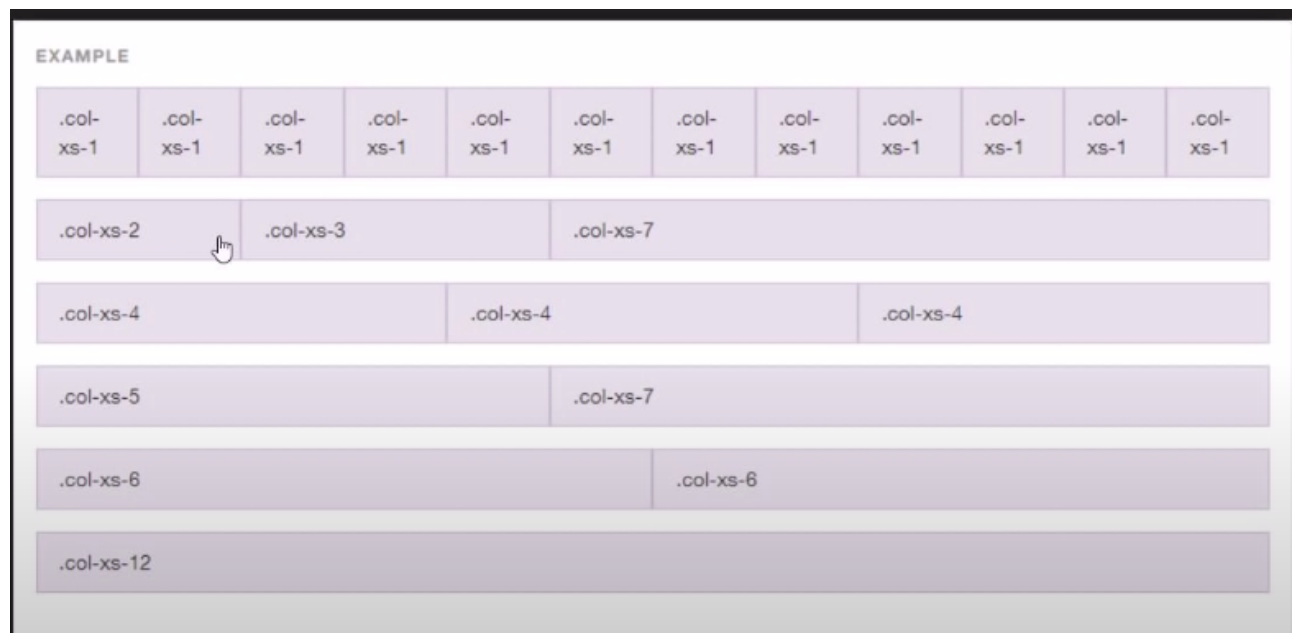 EXAMPLE
.col- .col- .col- .col- .col- .col- .col- .col- .col- .col- .col- .col-
xs-1 xs-1 xs-1 xs-1 xs-1 xs-1 xs-1 xs-1 xs-1 xs-1 xs-1 xs-1
.col-xs-2 .col-xs-3 .col-xs-7
.col-xs-4 .col-xs-4 .col-xs-4
.col-xs-5 .col-xs-7
.col-xs-6 .col-xs-6
.col-xs-12